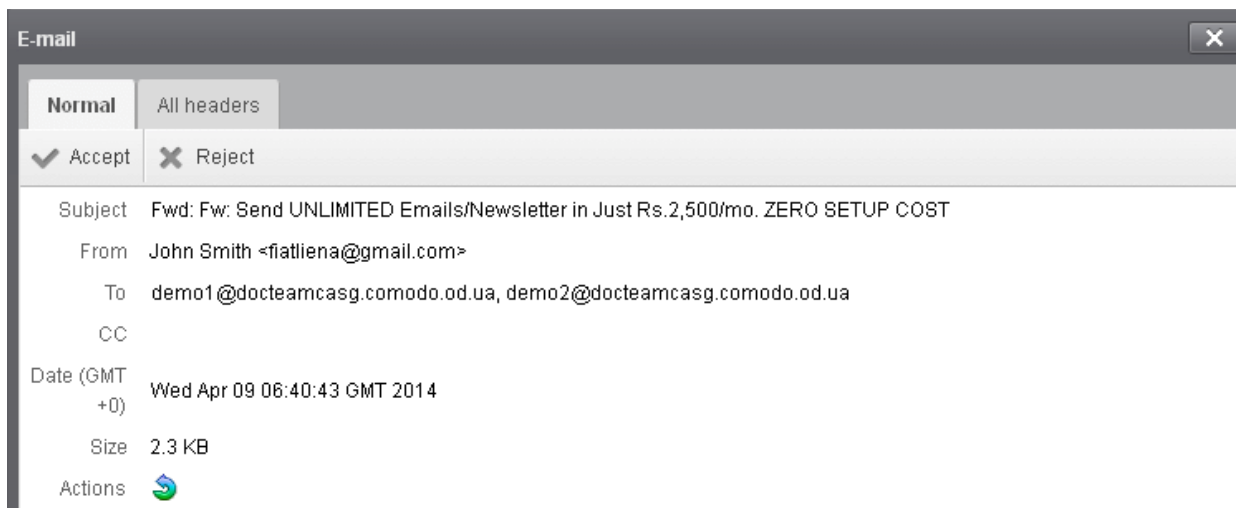 E-mail
Normal All headers
Accept Reject
Subject Fwd: Fw: Send UNLIMITED Emails/Newsletter in Just Rs.2,500/mo. ZERO SETUP COST
From John Smith <fiatliena@gmail.com>
To demo1@docteamcasg.comodo.od.ua, demo2@docteamcasg.comodo.od.ua
CC
Date (GMT +0) Wed Apr 09 06:40:43 GMT 2014
Size 2.3 KB
Actions